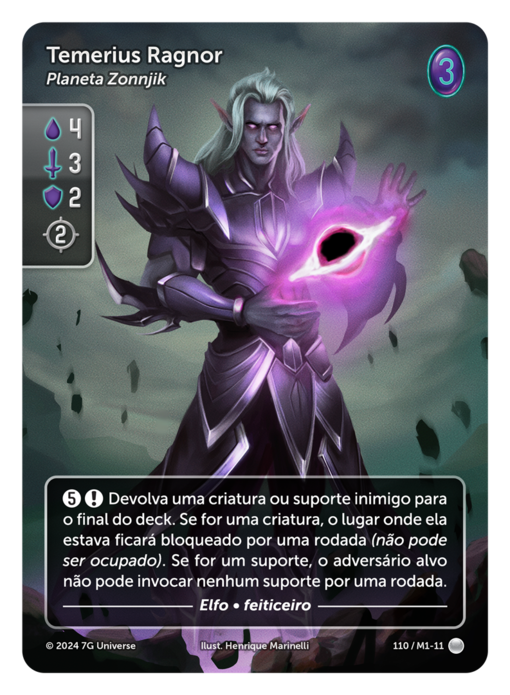 Temerius Ragnor
3
Planeta Zonnjik
4
3
2
2
5 ! Devolva uma criatura ou suporte inimigo para
o final do deck. Se for uma criatura, o lugar onde ela
estava ficará bloqueado por uma rodada (não pode
ser ocupado). Se for um suporte, o adversário alvo
não pode invocar nenhum suporte por uma rodada.
Elfo • feiticeiro
© 2024 7G Universe
Ilust. Henrique Marinelli
110 / M1-11